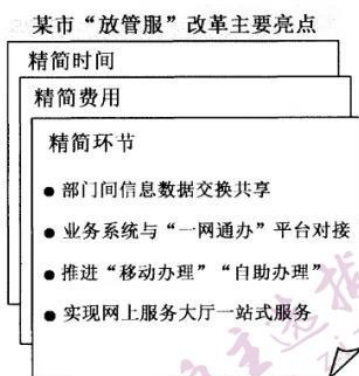 某市“放管服”改革主要亮点
精简时间
精简费用
精简环节
● 部门间信息数据交换共享
● 业务系统与“一网通办”平台对接
● 推进“移动办理”“自助办理”
● 实现网上服务大厅一站式服务